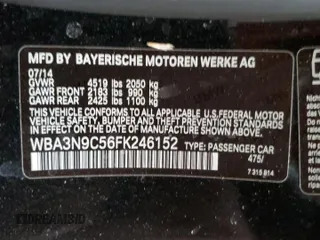 MFD BY BAYERISCHE MOTOREN WERKE AG
07/14
GVWR 4519 lbs 2050 kg
GAWR FRONT 2183 lbs 990 kg
GAWR REAR 2425 lbs 1100 kg
THIS VEHICLE CONFORMS TO ALL APPLICABLE FEDERAL
MOTOR VEHICLE SAFETY, BUMPER, AND THEFT PREVENTION
STANDARDS IN EFFECT ON THE DATE OF MANUFACTURE
SHOWN ABOVE.
WBA3N9C56FK246152 TYPE: PASSENGER CAR
475/
7 315 814